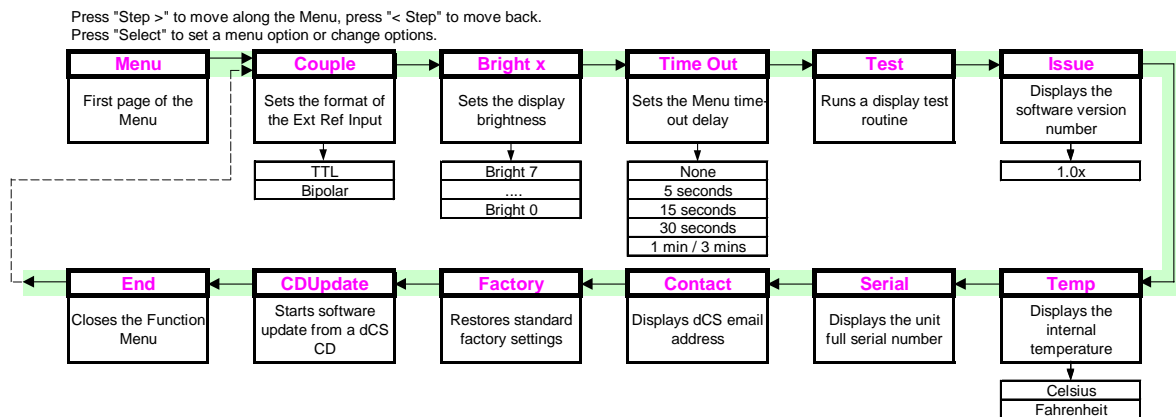 Press "Step >" to move along the Menu, press "< Step" to move back.
Press "Select" to set a menu option or change options.
Menu
First page of the
Menu
Couple
Sets the format of
the Ext Ref Input
TTL
Bipolar
Bright x
Sets the display
brightness
Bright 7
....
Bright 0
Time Out
Sets the Menu time-
out delay
None
5 seconds
15 seconds
30 seconds
1 min / 3 mins
Test
Runs a display test
routine
Issue
Displays the
software version
number
1.0x
Temp
Displays the
internal
temperature
Celsius
Fahrenheit
Serial
Displays the unit
full serial number
Contact
Displays dCS email
address
Factory
Restores standard
factory settings
CDUpdate
Starts software
update from a dCS
CD
End
Closes the Function
Menu